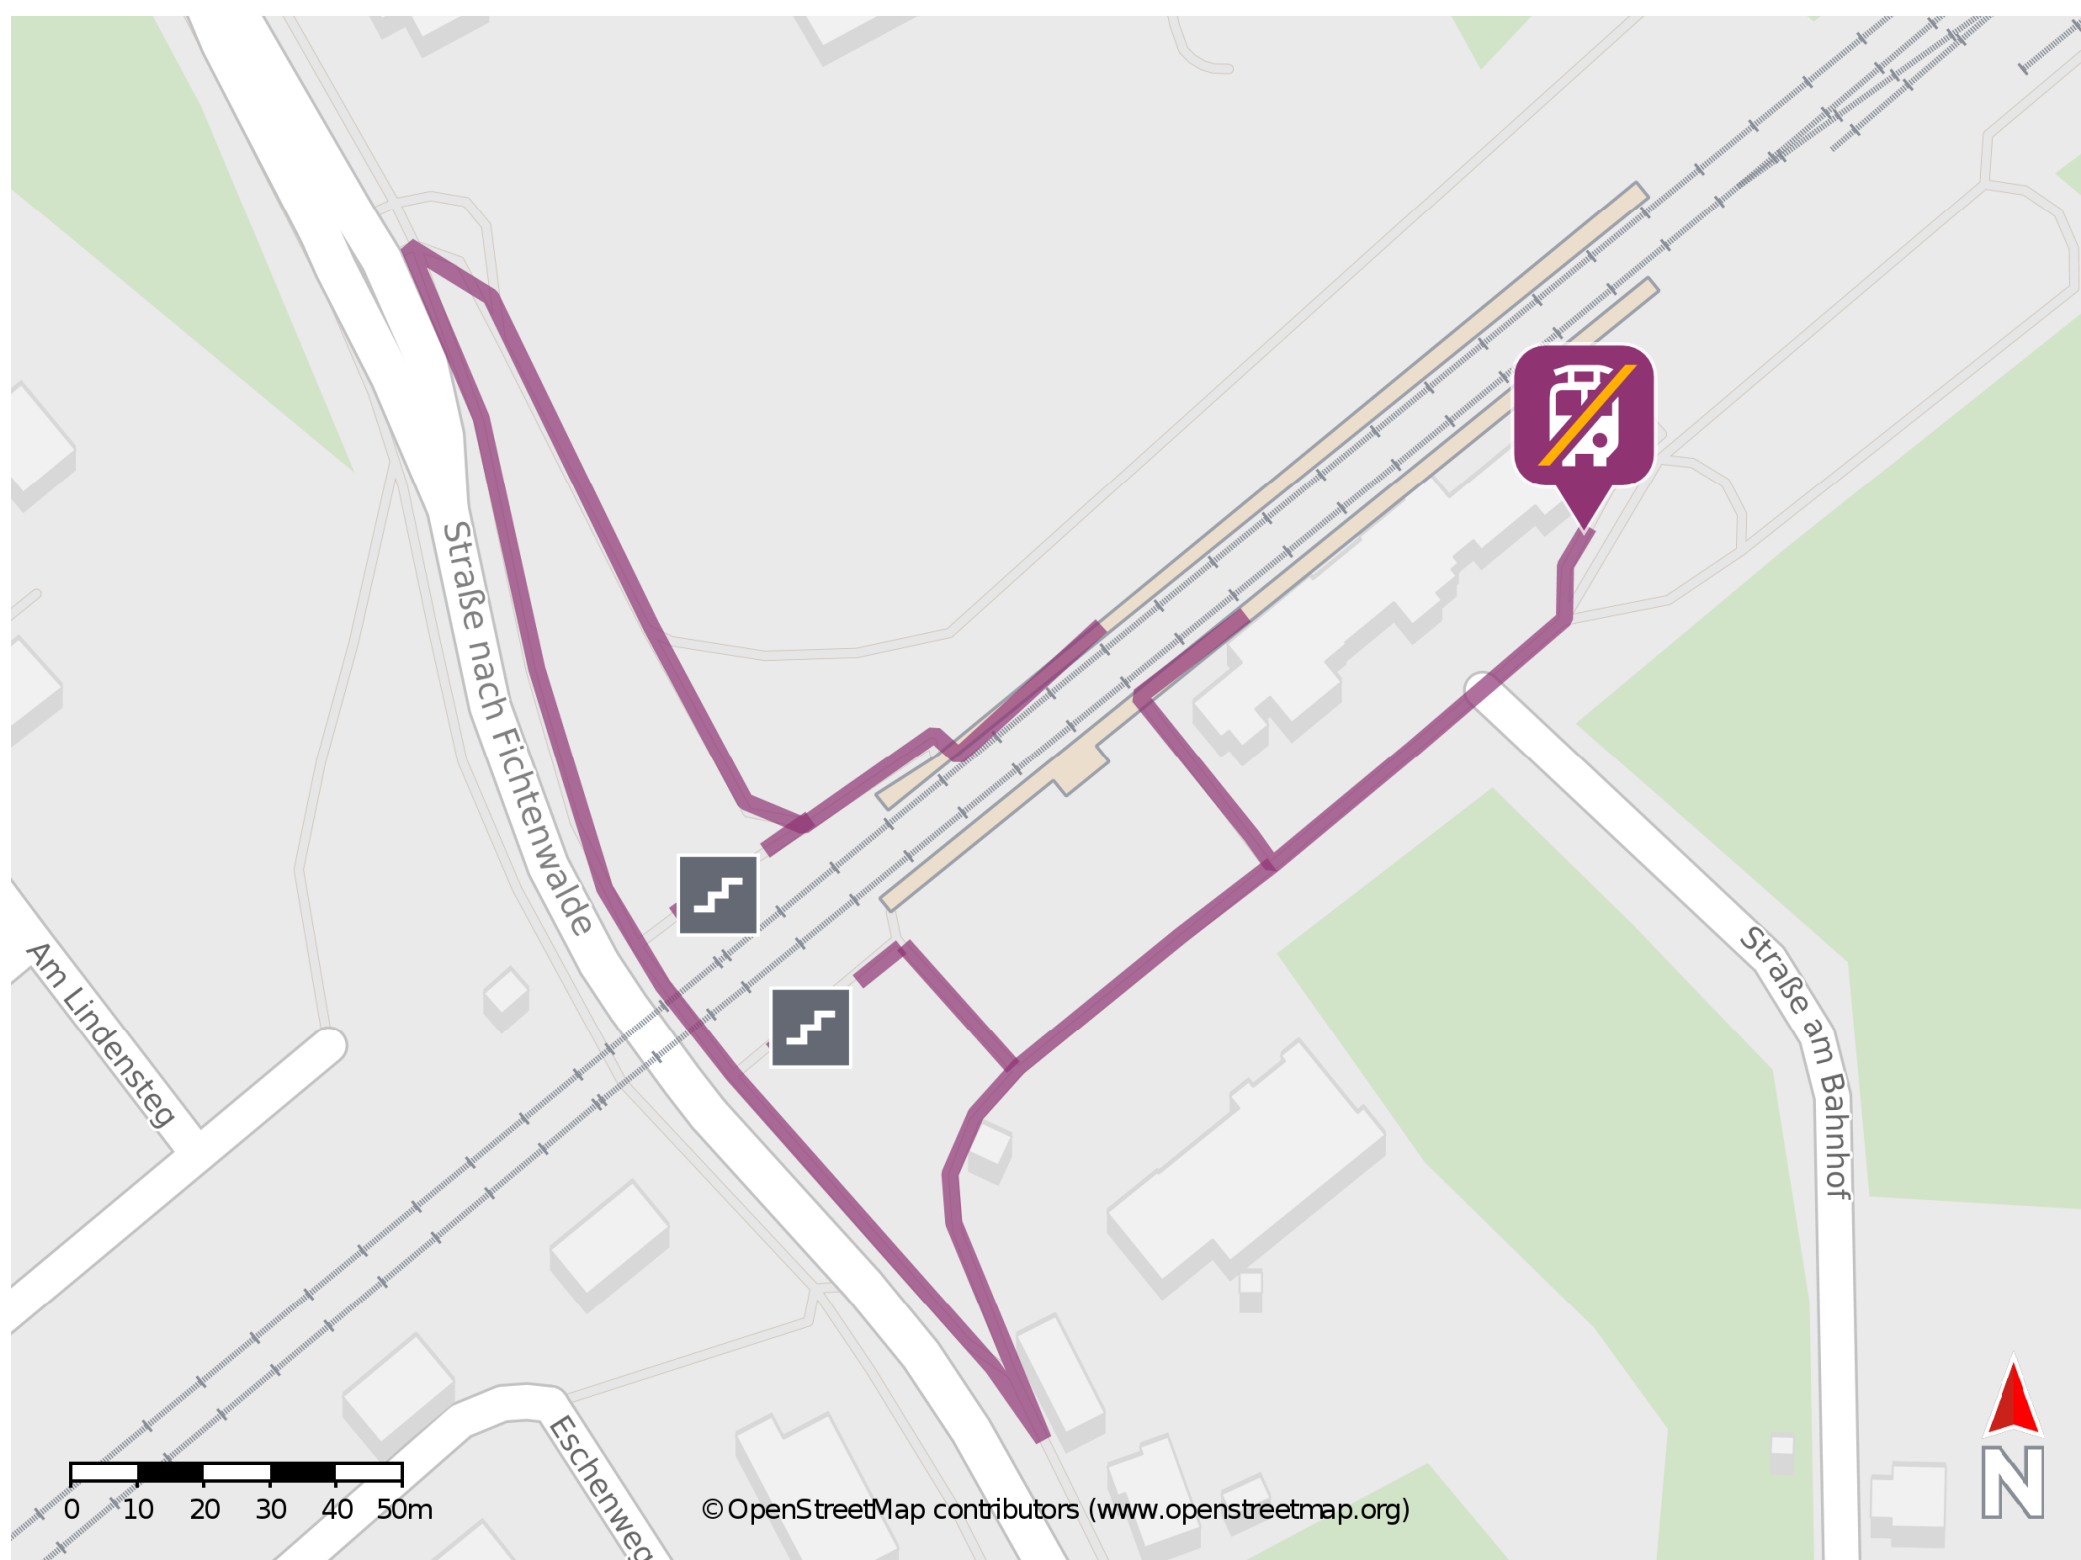 Straße nach Fichtenwalde
Am Lindensteg
Straße am Bahnhof
Eschenweg
N
0 10 20 30 40 50m
© OpenStreetMap contributors (www.openstreetmap.org)